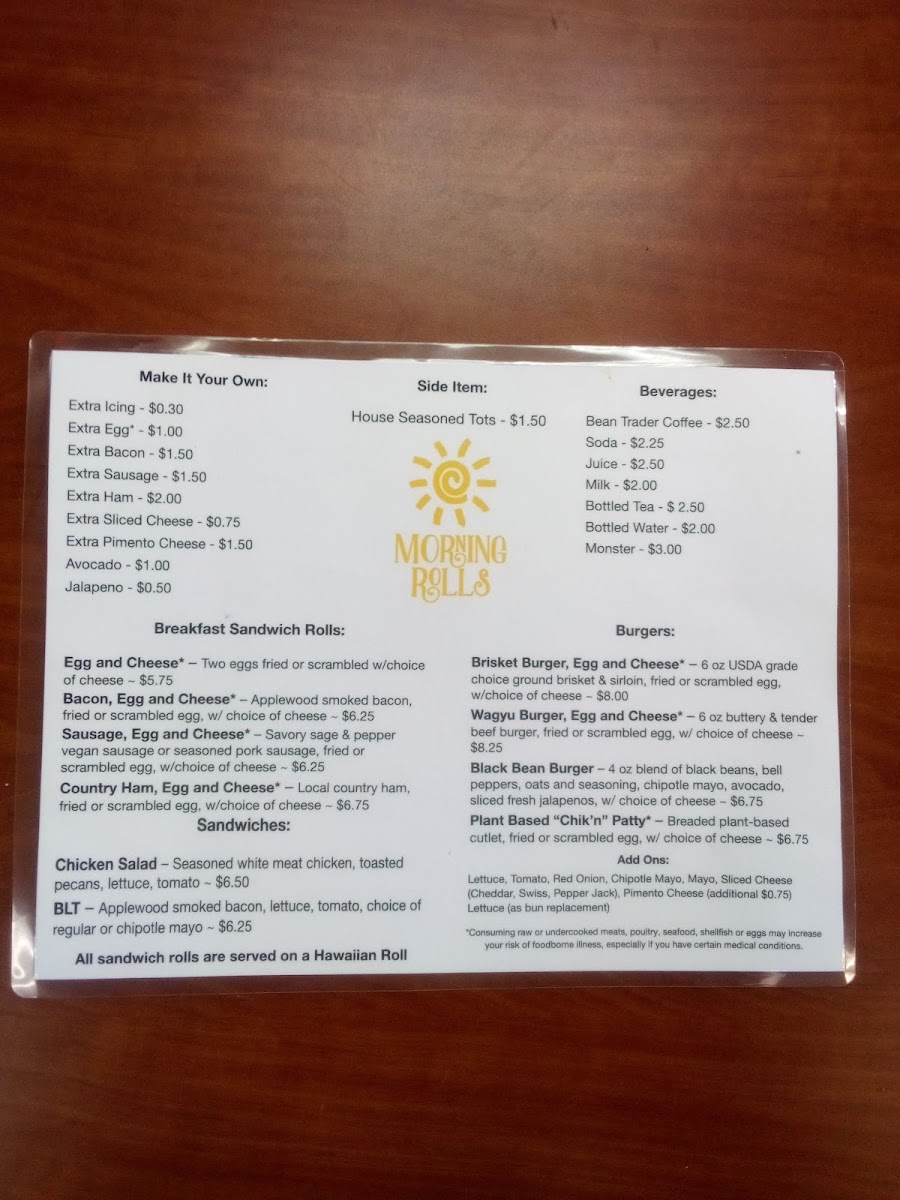 Make It Your Own:
Extra Icing - $0.30
Extra Egg* - $1.00
Extra Bacon - $1.50
Extra Sausage - $1.50
Extra Ham - $2.00
Extra Sliced Cheese - $0.75
Extra Pimento Cheese - $1.50
Avocado - $1.00
Jalapeno - $0.50
Side Item:
House Seasoned Tots - $1.50
MORNING
ROLLS
Beverages:
Bean Trader Coffee - $2.50
Soda - $2.25
Juice - $2.50
Milk - $2.00
Bottled Tea - $ 2.50
Bottled Water - $2.00
Monster - $3.00
Breakfast Sandwich Rolls:
Egg and Cheese* – Two eggs fried or scrambled w/choice
of cheese ~ $5.75
Bacon, Egg and Cheese* – Applewood smoked bacon,
fried or scrambled egg, w/ choice of cheese ~ $6.25
Sausage, Egg and Cheese* – Savory sage & pepper
vegan sausage or seasoned pork sausage, fried or
scrambled egg, w/choice of cheese ~ $6.25
Country Ham, Egg and Cheese* – Local country ham,
fried or scrambled egg, w/choice of cheese ~ $6.75
Sandwiches:
Chicken Salad – Seasoned white meat chicken, toasted
pecans, lettuce, tomato ~ $6.50
BLT – Applewood smoked bacon, lettuce, tomato, choice of
regular or chipotle mayo ~ $6.25
All sandwich rolls are served on a Hawaiian Roll
Burgers:
Brisket Burger, Egg and Cheese* – 6 oz USDA grade
choice ground brisket & sirloin, fried or scrambled egg,
w/choice of cheese ~ $8.00
Wagyu Burger, Egg and Cheese* – 6 oz buttery & tender
beef burger, fried or scrambled egg, w/ choice of cheese ~
$8.25
Black Bean Burger – 4 oz blend of black beans, bell
peppers, oats and seasoning, chipotle mayo, avocado,
sliced fresh jalapenos, w/ choice of cheese ~ $6.75
Plant Based “Chik’n” Patty* – Breaded plant-based
cutlet, fried or scrambled egg, w/ choice of cheese ~ $6.75
Add Ons:
Lettuce, Tomato, Red Onion, Chipotle Mayo, Mayo, Sliced Cheese
(Cheddar, Swiss, Pepper Jack), Pimento Cheese (additional $0.75)
Lettuce (as bun replacement)
*Consuming raw or undercooked meats, poultry, seafood, shellfish or eggs may increase
your risk of foodborne illness, especially if you have certain medical conditions.